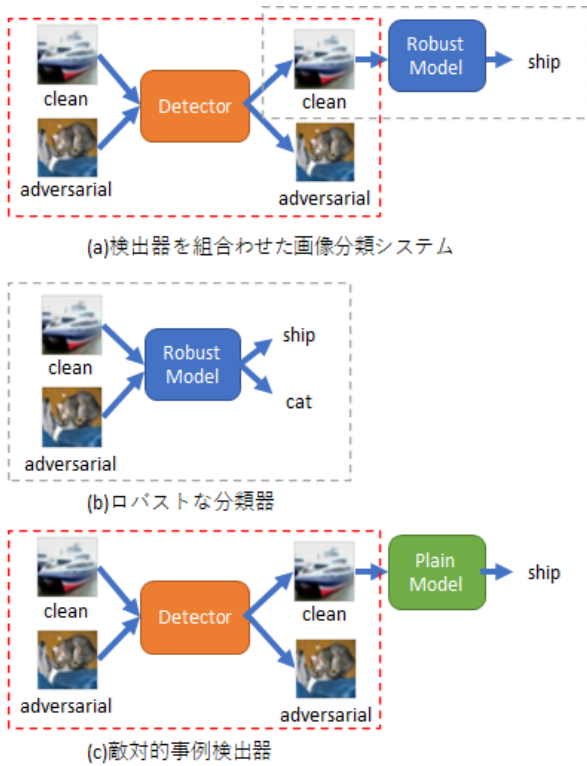 clean
adversarial
Detector
clean
adversarial
Robust
Model
ship
(a)検出器を組合わせた画像分類システム
clean
adversarial
Robust
Model
ship
cat
(b)ロバストな分類器
clean
adversarial
Detector
clean
adversarial
Plain
Model
ship
(c)敵対的事例検出器